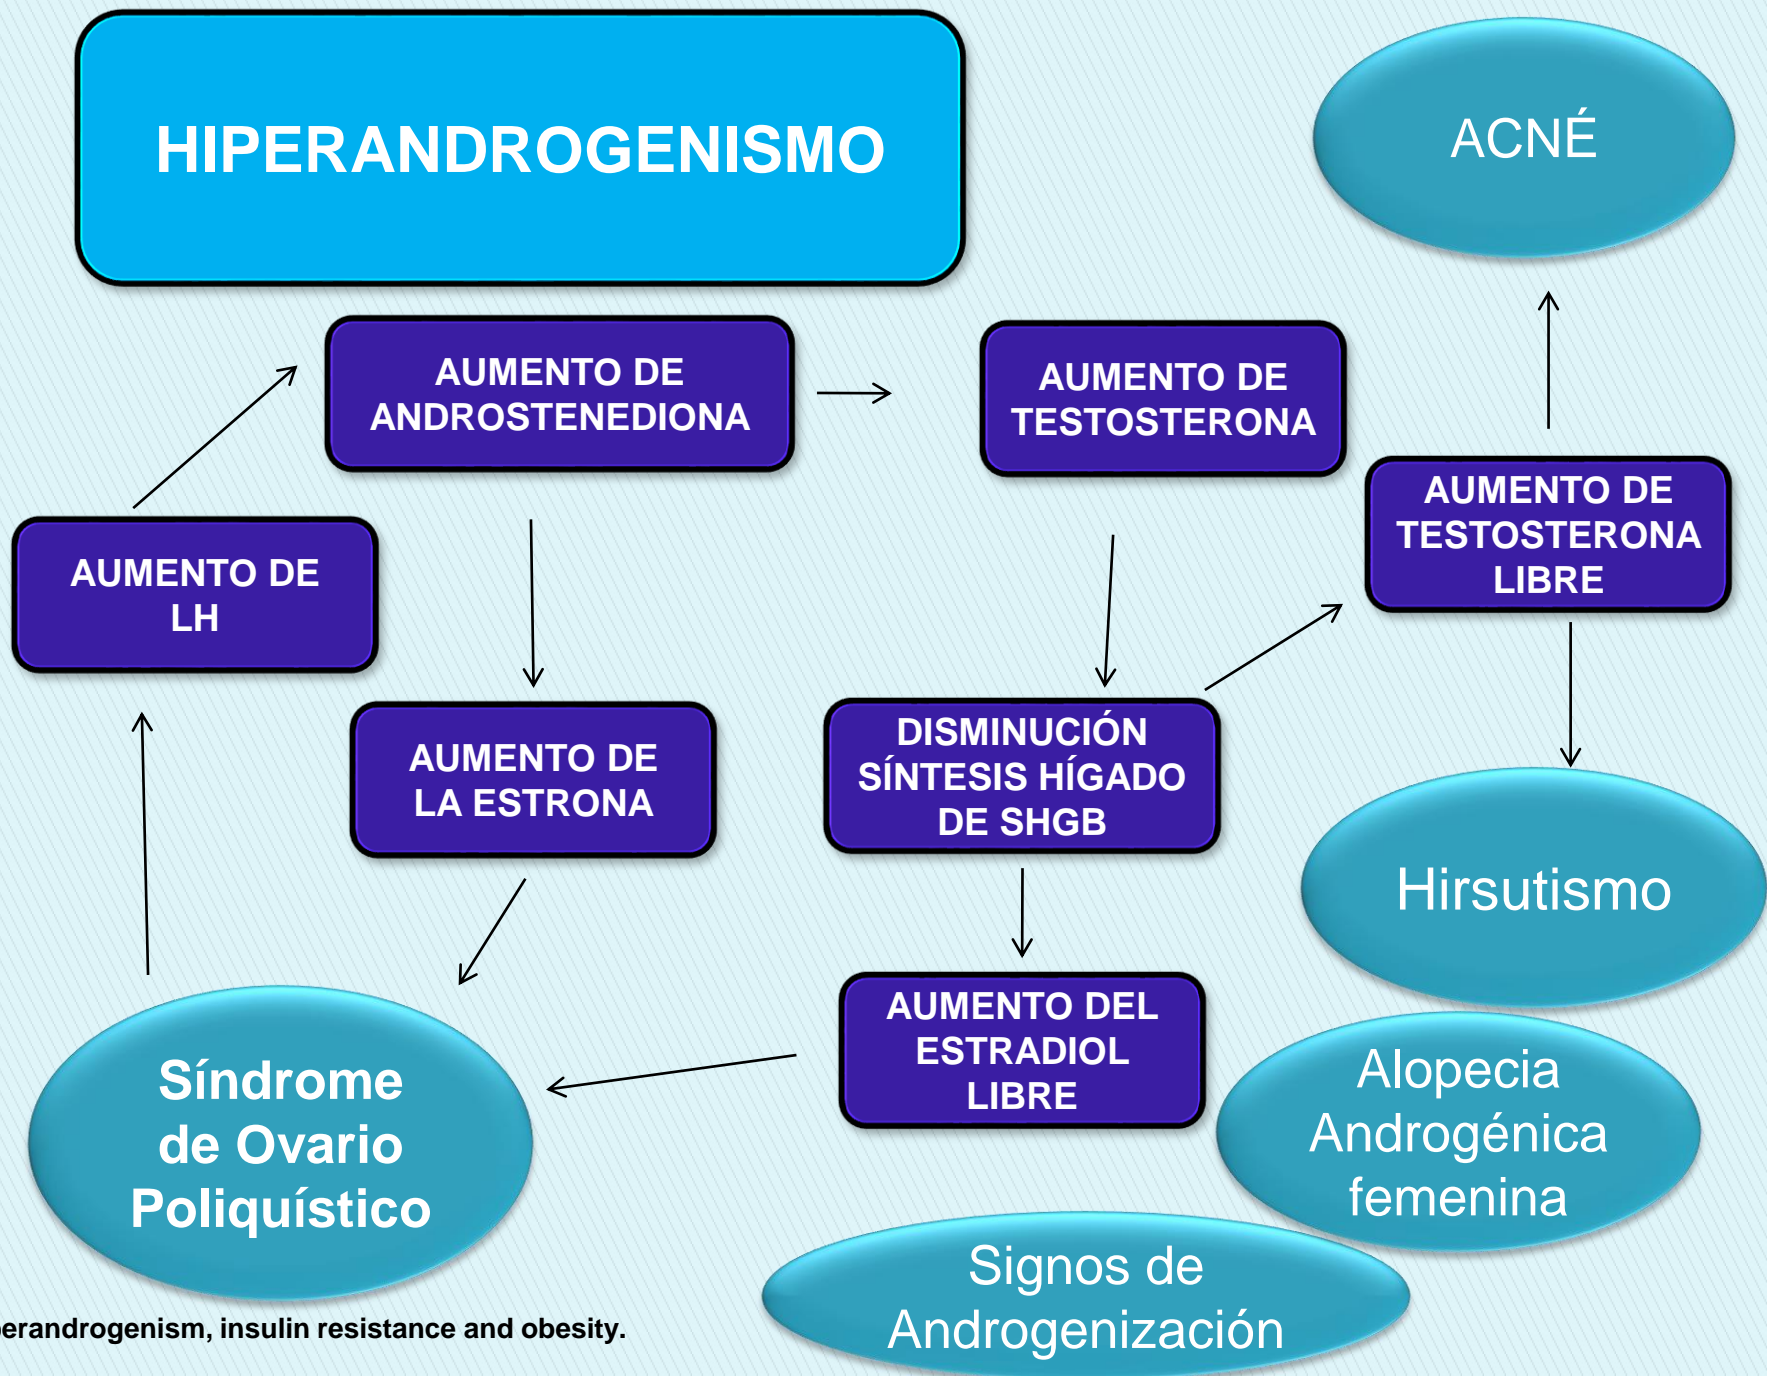 HIPERANDROGENISMO
ACNÉ
AUMENTO DE
ANDROSTENEDIONA
AUMENTO DE
TESTOSTERONA
AUMENTO DE
TESTOSTERONA
LIBRE
AUMENTO DE
LH
AUMENTO DE
LA ESTRONA
DISMINUCIÓN
SÍNTESIS HÍGADO
DE SHGB
Hirsutismo
AUMENTO DEL
ESTRADIOL
LIBRE
Síndrome
de Ovario
Poliquístico
Alopecia
Androgénica
femenina
Signos de
Androgenización
perandrogenism, insulin resistance and obesity.